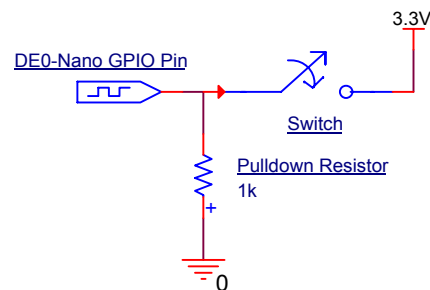 3.3V
DE0-Nano GPIO Pin
Switch
Pulldown Resistor
1k
+
0